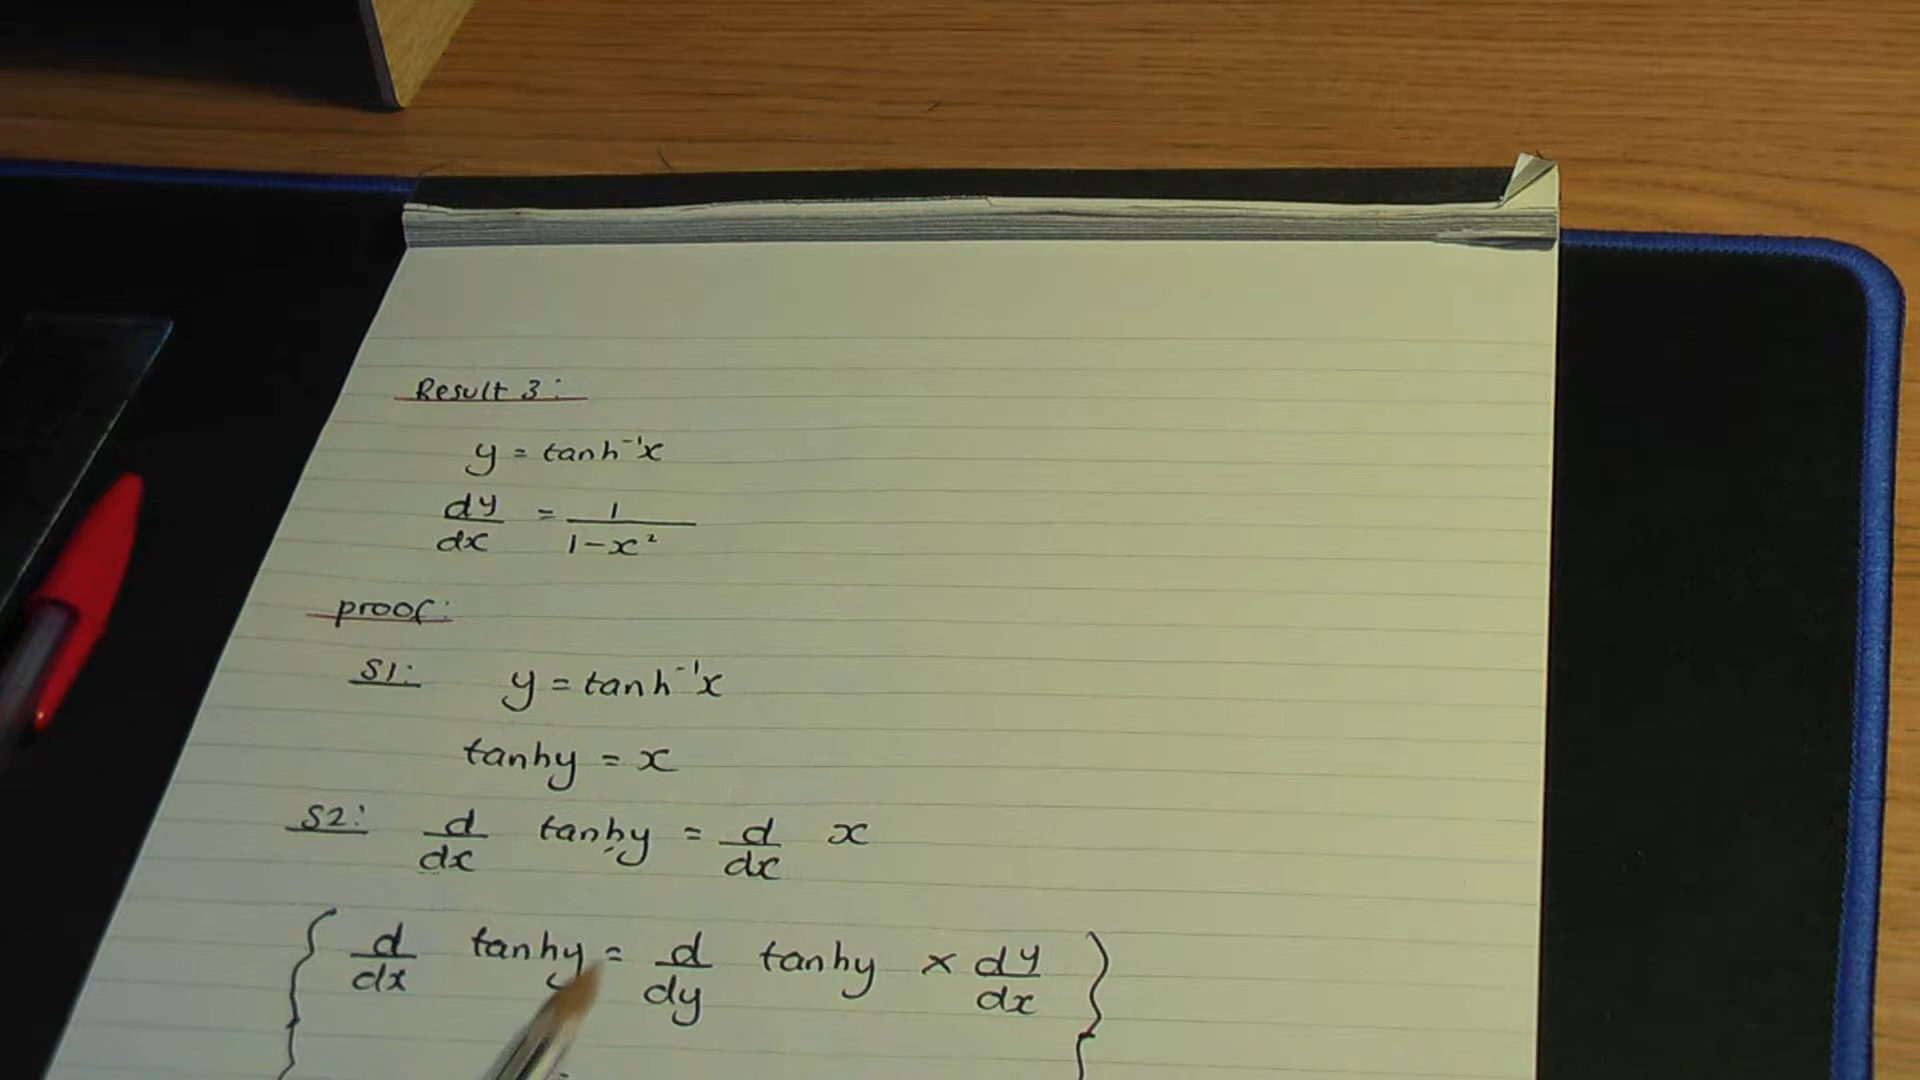 Result 3:
y = tanh⁻¹x
dy/dx = 1/(1-x²)
proof:
S1: y = tanh⁻¹x
tanhy = x
S2: d/dx tanhy = d/dx x
{ d/dx tanhy = d/dy tanhy × dy/dx }